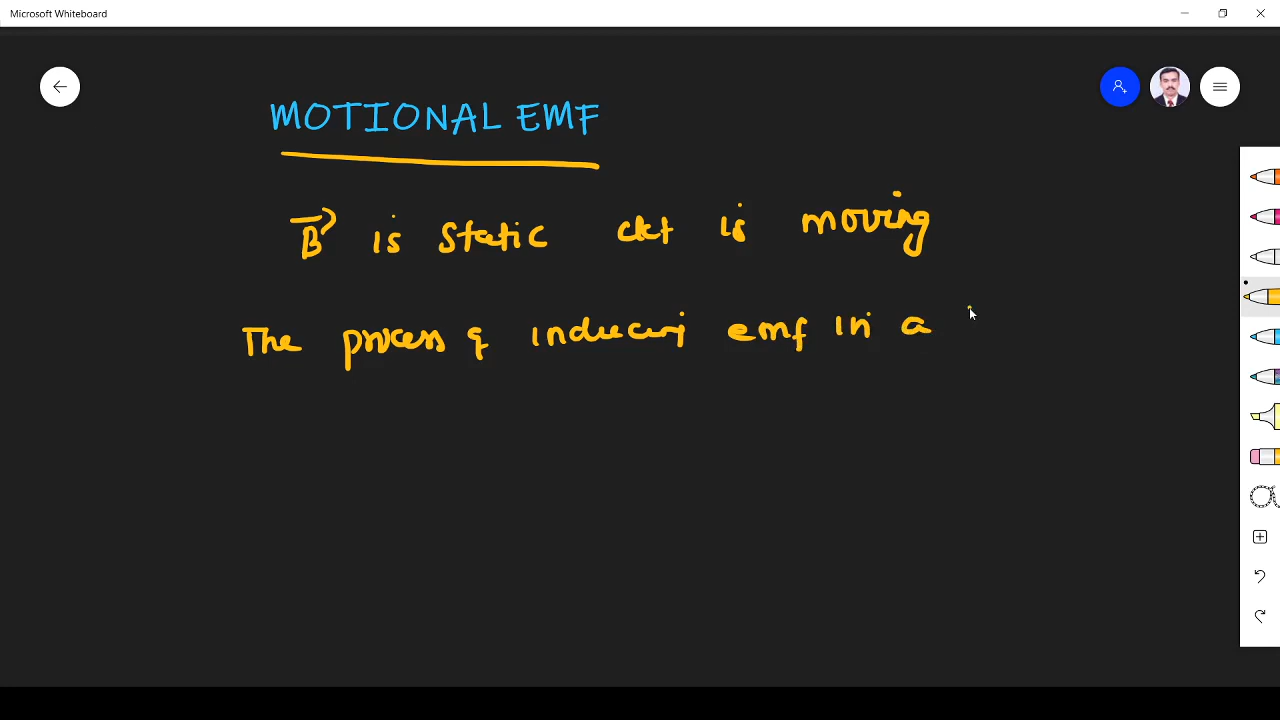 Microsoft Whiteboard
MOTIONAL EMF
B is static ckt is moving
The process of inducing emf in a